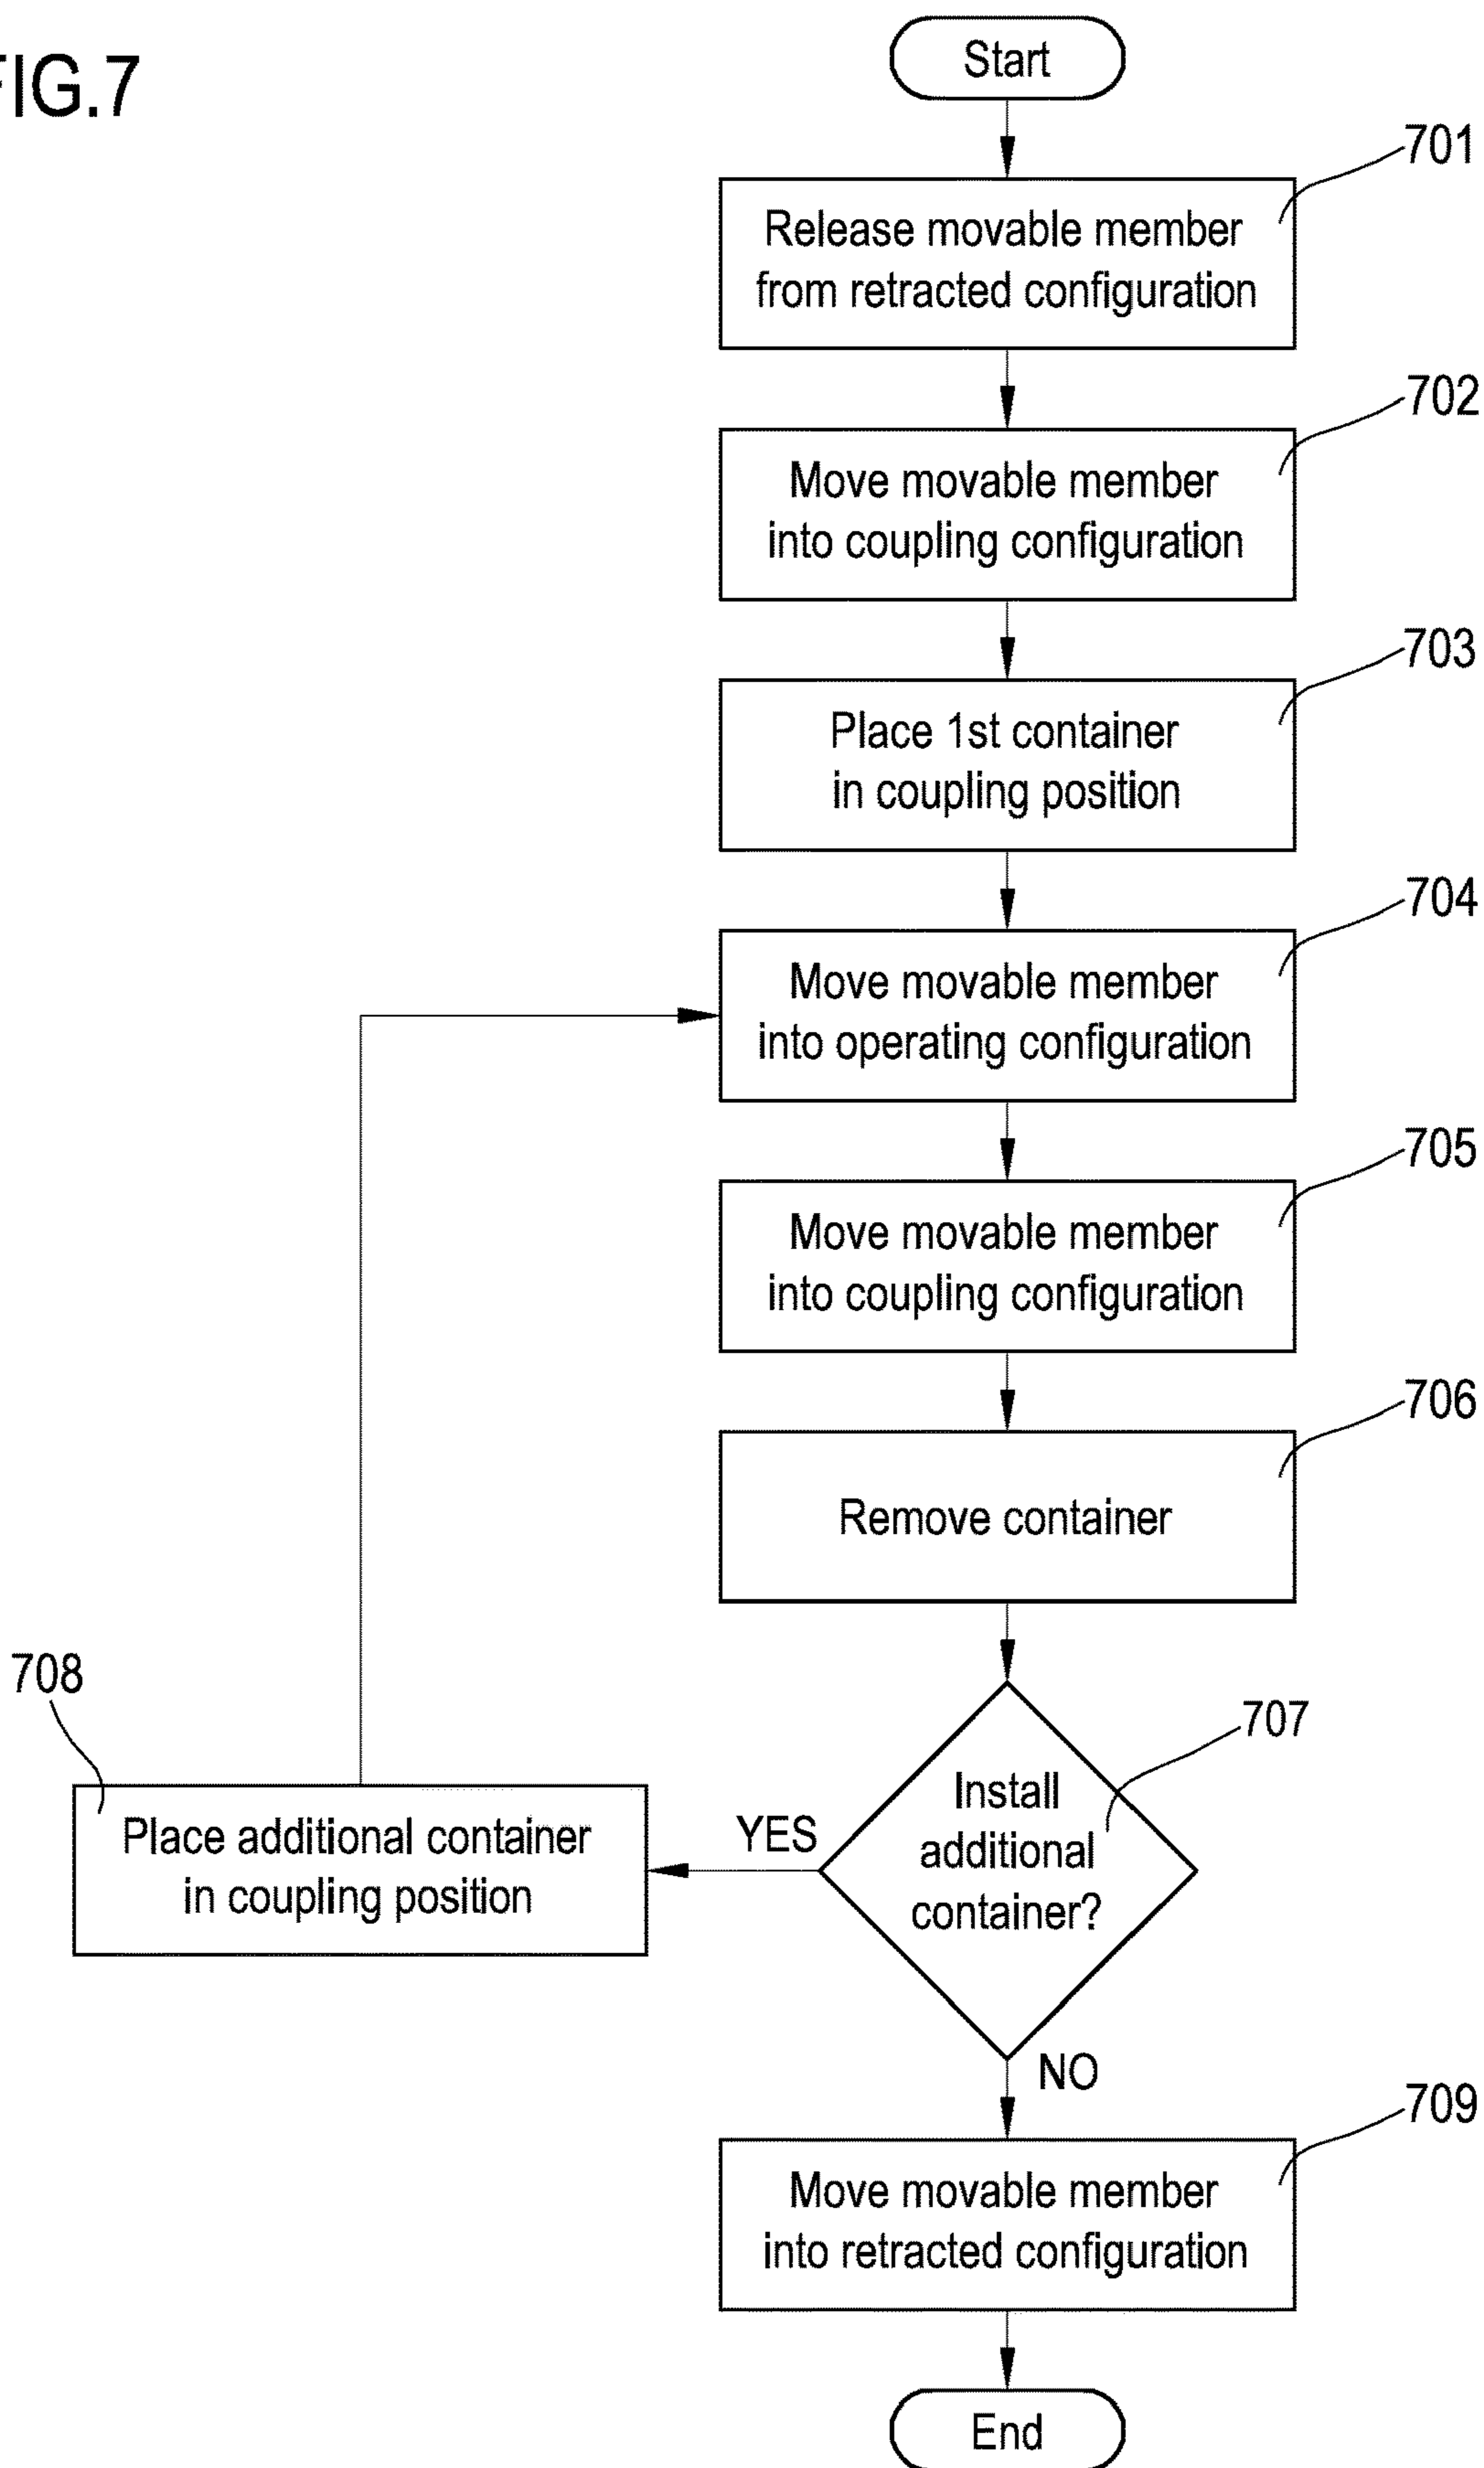 FIG.7
Start
701
Release movable member
from retracted configuration
702
Move movable member
into coupling configuration
703
Place 1st container
in coupling position
704
Move movable member
into operating configuration
705
Move movable member
into coupling configuration
706
Remove container
707
Install
additional
container?
YES
708
Place additional container
in coupling position
NO
709
Move movable member
into retracted configuration
End